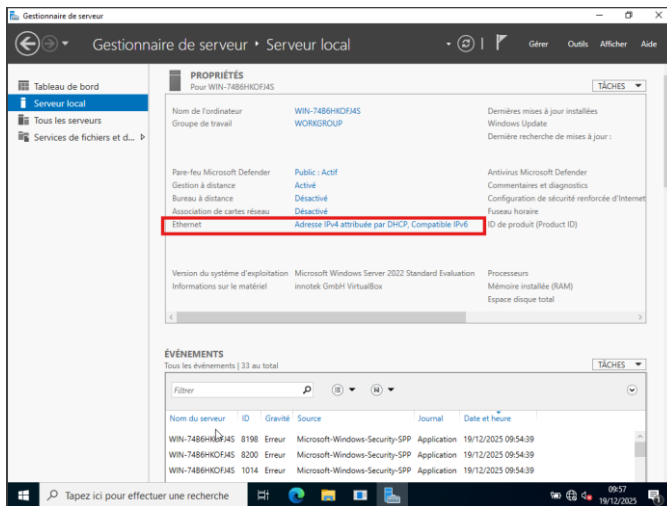 Gestionnaire de serveur
Gestionnaire de serveur • Serveur local
Gérer Outils Afficher Aide
Tableau de bord
Serveur local
Tous les serveurs
Services de fichiers et d...
PROPRIÉTÉS
Pour WIN-74B6HKOFJ4S
TÂCHES
Nom de l'ordinateur WIN-74B6HKOFJ4S Dernières mises à jour installées
Groupe de travail WORKGROUP Windows Update
Dernière recherche de mises à jour :
Pare-feu Microsoft Defender Public : Actif Antivirus Microsoft Defender
Gestion à distance Activé Commentaires et diagnostics
Bureau à distance Désactivé Configuration de sécurité renforcée d'Internet
Association de cartes réseau Désactivé Fuseau horaire
Ethernet Adresse IPv4 attribuée par DHCP, Compatible IPv6 ID de produit (Product ID)
Version du système d'exploitation Microsoft Windows Server 2022 Standard Evaluation Processeurs
Informations sur le matériel innotek GmbH VirtualBox Mémoire installée (RAM)
Espace disque total
ÉVÉNEMENTS
Tous les événements | 33 au total
TÂCHES
Filtrer
Nom du serveur ID Gravité Source Journal Date et heure
WIN-74B6HKOFJ4S 8198 Erreur Microsoft-Windows-Security-SPP Application 19/12/2025 09:54:39
WIN-74B6HKOFJ4S 8200 Erreur Microsoft-Windows-Security-SPP Application 19/12/2025 09:54:39
WIN-74B6HKOFJ4S 1014 Erreur Microsoft-Windows-Security-SPP Application 19/12/2025 09:54:39
Tapez ici pour effectuer une recherche
09:57
19/12/2025